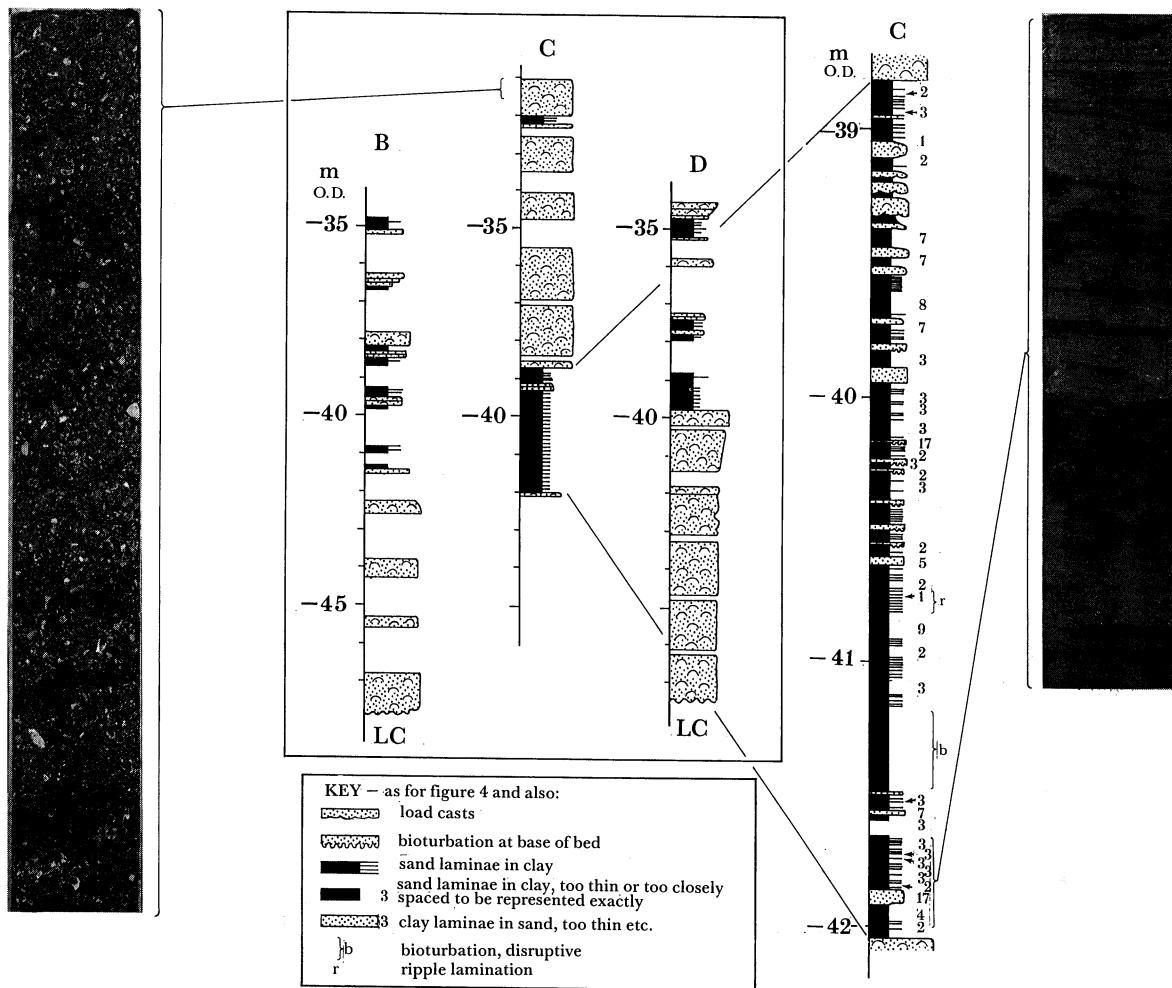 B
m
O.D.
−35
−40
−45
LC
C
−35
−40
D
−35
−40
LC
C
m
O.D.
−39
−40
−41
−42
2
3
1
2
7
7
8
7
3
3
3
3
17
2
3
2
3
2
5
2
1
r
9
2
3
b
3
7
3
3
3
3
3
3
3
2
17
4
2
KEY – as for figure 4 and also:
load casts
bioturbation at base of bed
sand laminae in clay
3 sand laminae in clay, too thin or too closely
spaced to be represented exactly
3 clay laminae in sand, too thin etc.
b bioturbation, disruptive
r ripple lamination